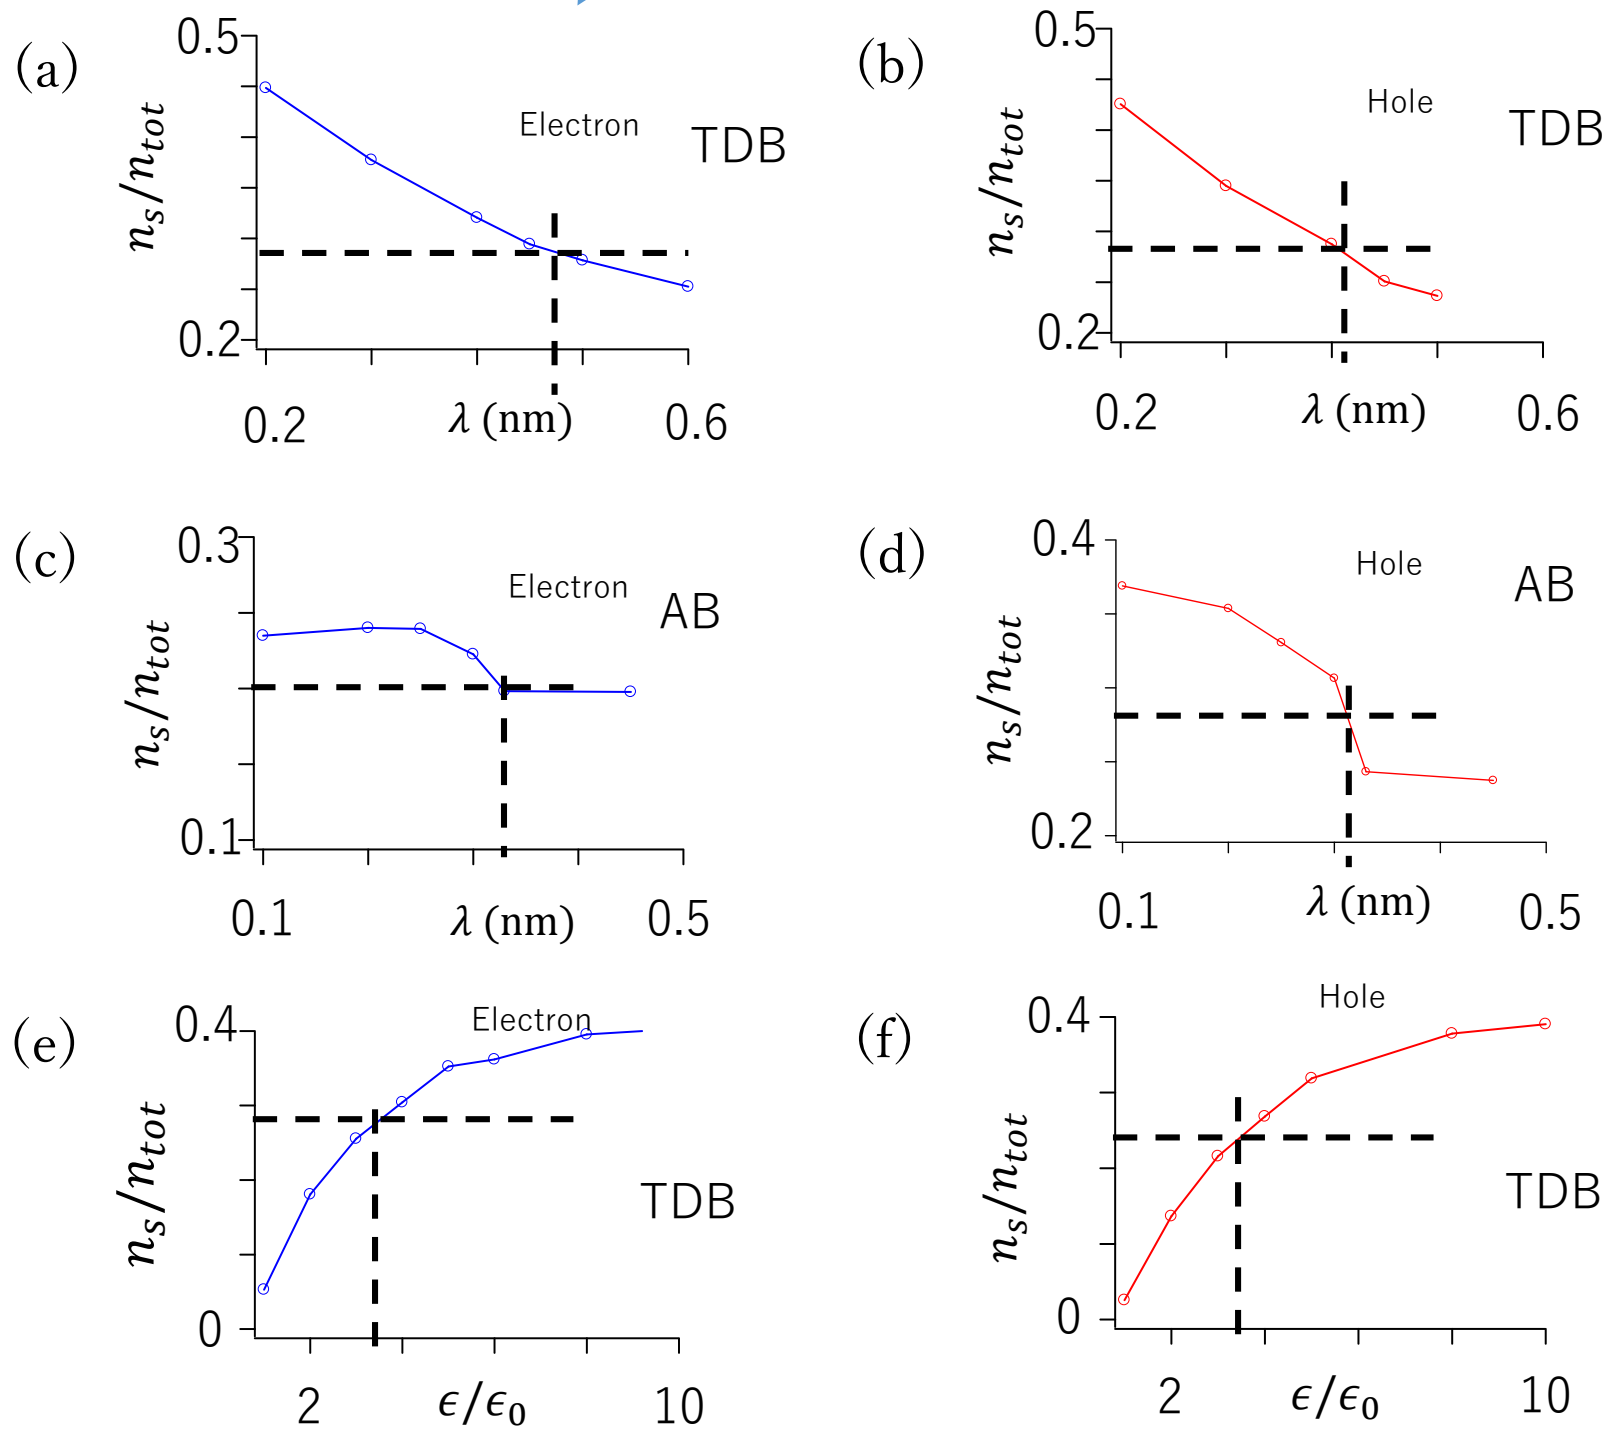 (a)
0.5
n_s/n_tot
Electron
TDB
0.2
0.2
λ (nm)
0.6
(b)
0.5
n_s/n_tot
Hole
TDB
0.2
0.2
λ (nm)
0.6
(c)
0.3
n_s/n_tot
Electron
AB
0.1
0.1
λ (nm)
0.5
(d)
0.4
n_s/n_tot
Hole
AB
0.2
0.1
λ (nm)
0.5
(e)
0.4
n_s/n_tot
Electron
TDB
0
2
ϵ/ϵ₀
10
(f)
0.4
n_s/n_tot
Hole
TDB
0
2
ϵ/ϵ₀
10